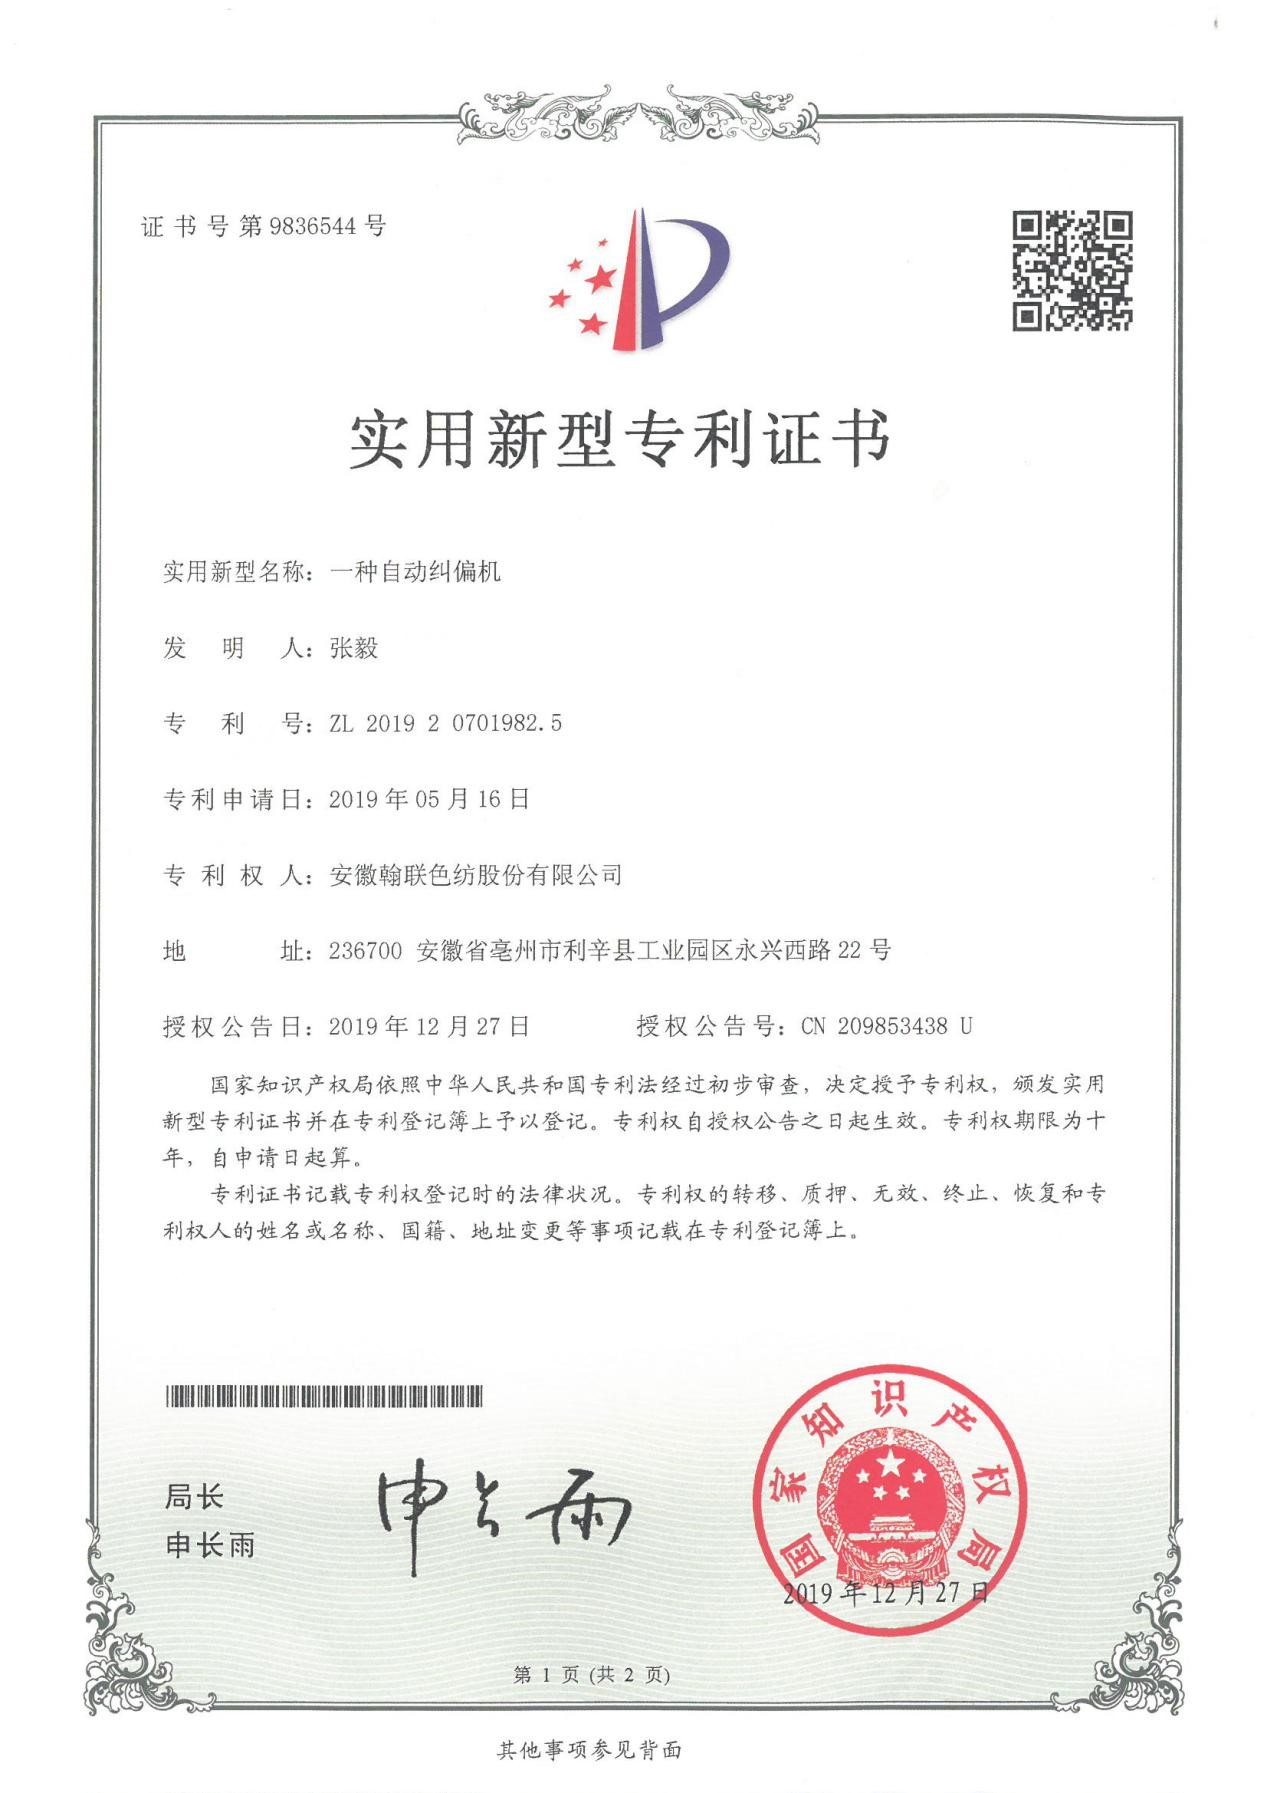 证书号第9836544号
实用新型专利证书
实用新型名称：一种自动纠偏机
发明人：张毅
专利号：ZL 2019 2 0701982.5
专利申请日：2019年05月16日
专利权人：安徽翰联色纺股份有限公司
地址：236700 安徽省亳州市利辛县工业园区永兴西路22号
授权公告日：2019年12月27日 授权公告号：CN 209853438 U
国家知识产权局依照中华人民共和国专利法经过初步审查，决定授予专利权，颁发实用
新型专利证书并在专利登记簿上予以登记。专利权自授权公告之日起生效。专利权期限为十
年，自申请日起算。
专利证书记载专利权登记时的法律状况。专利权的转移、质押、无效、终止、恢复和专
利权人的姓名或名称、国籍、地址变更等事项记载在专利登记簿上。
局长
申长雨
申长雨
国家知识产权局
2019年12月27日
第 1 页 (共 2 页)
其他事项参见背面